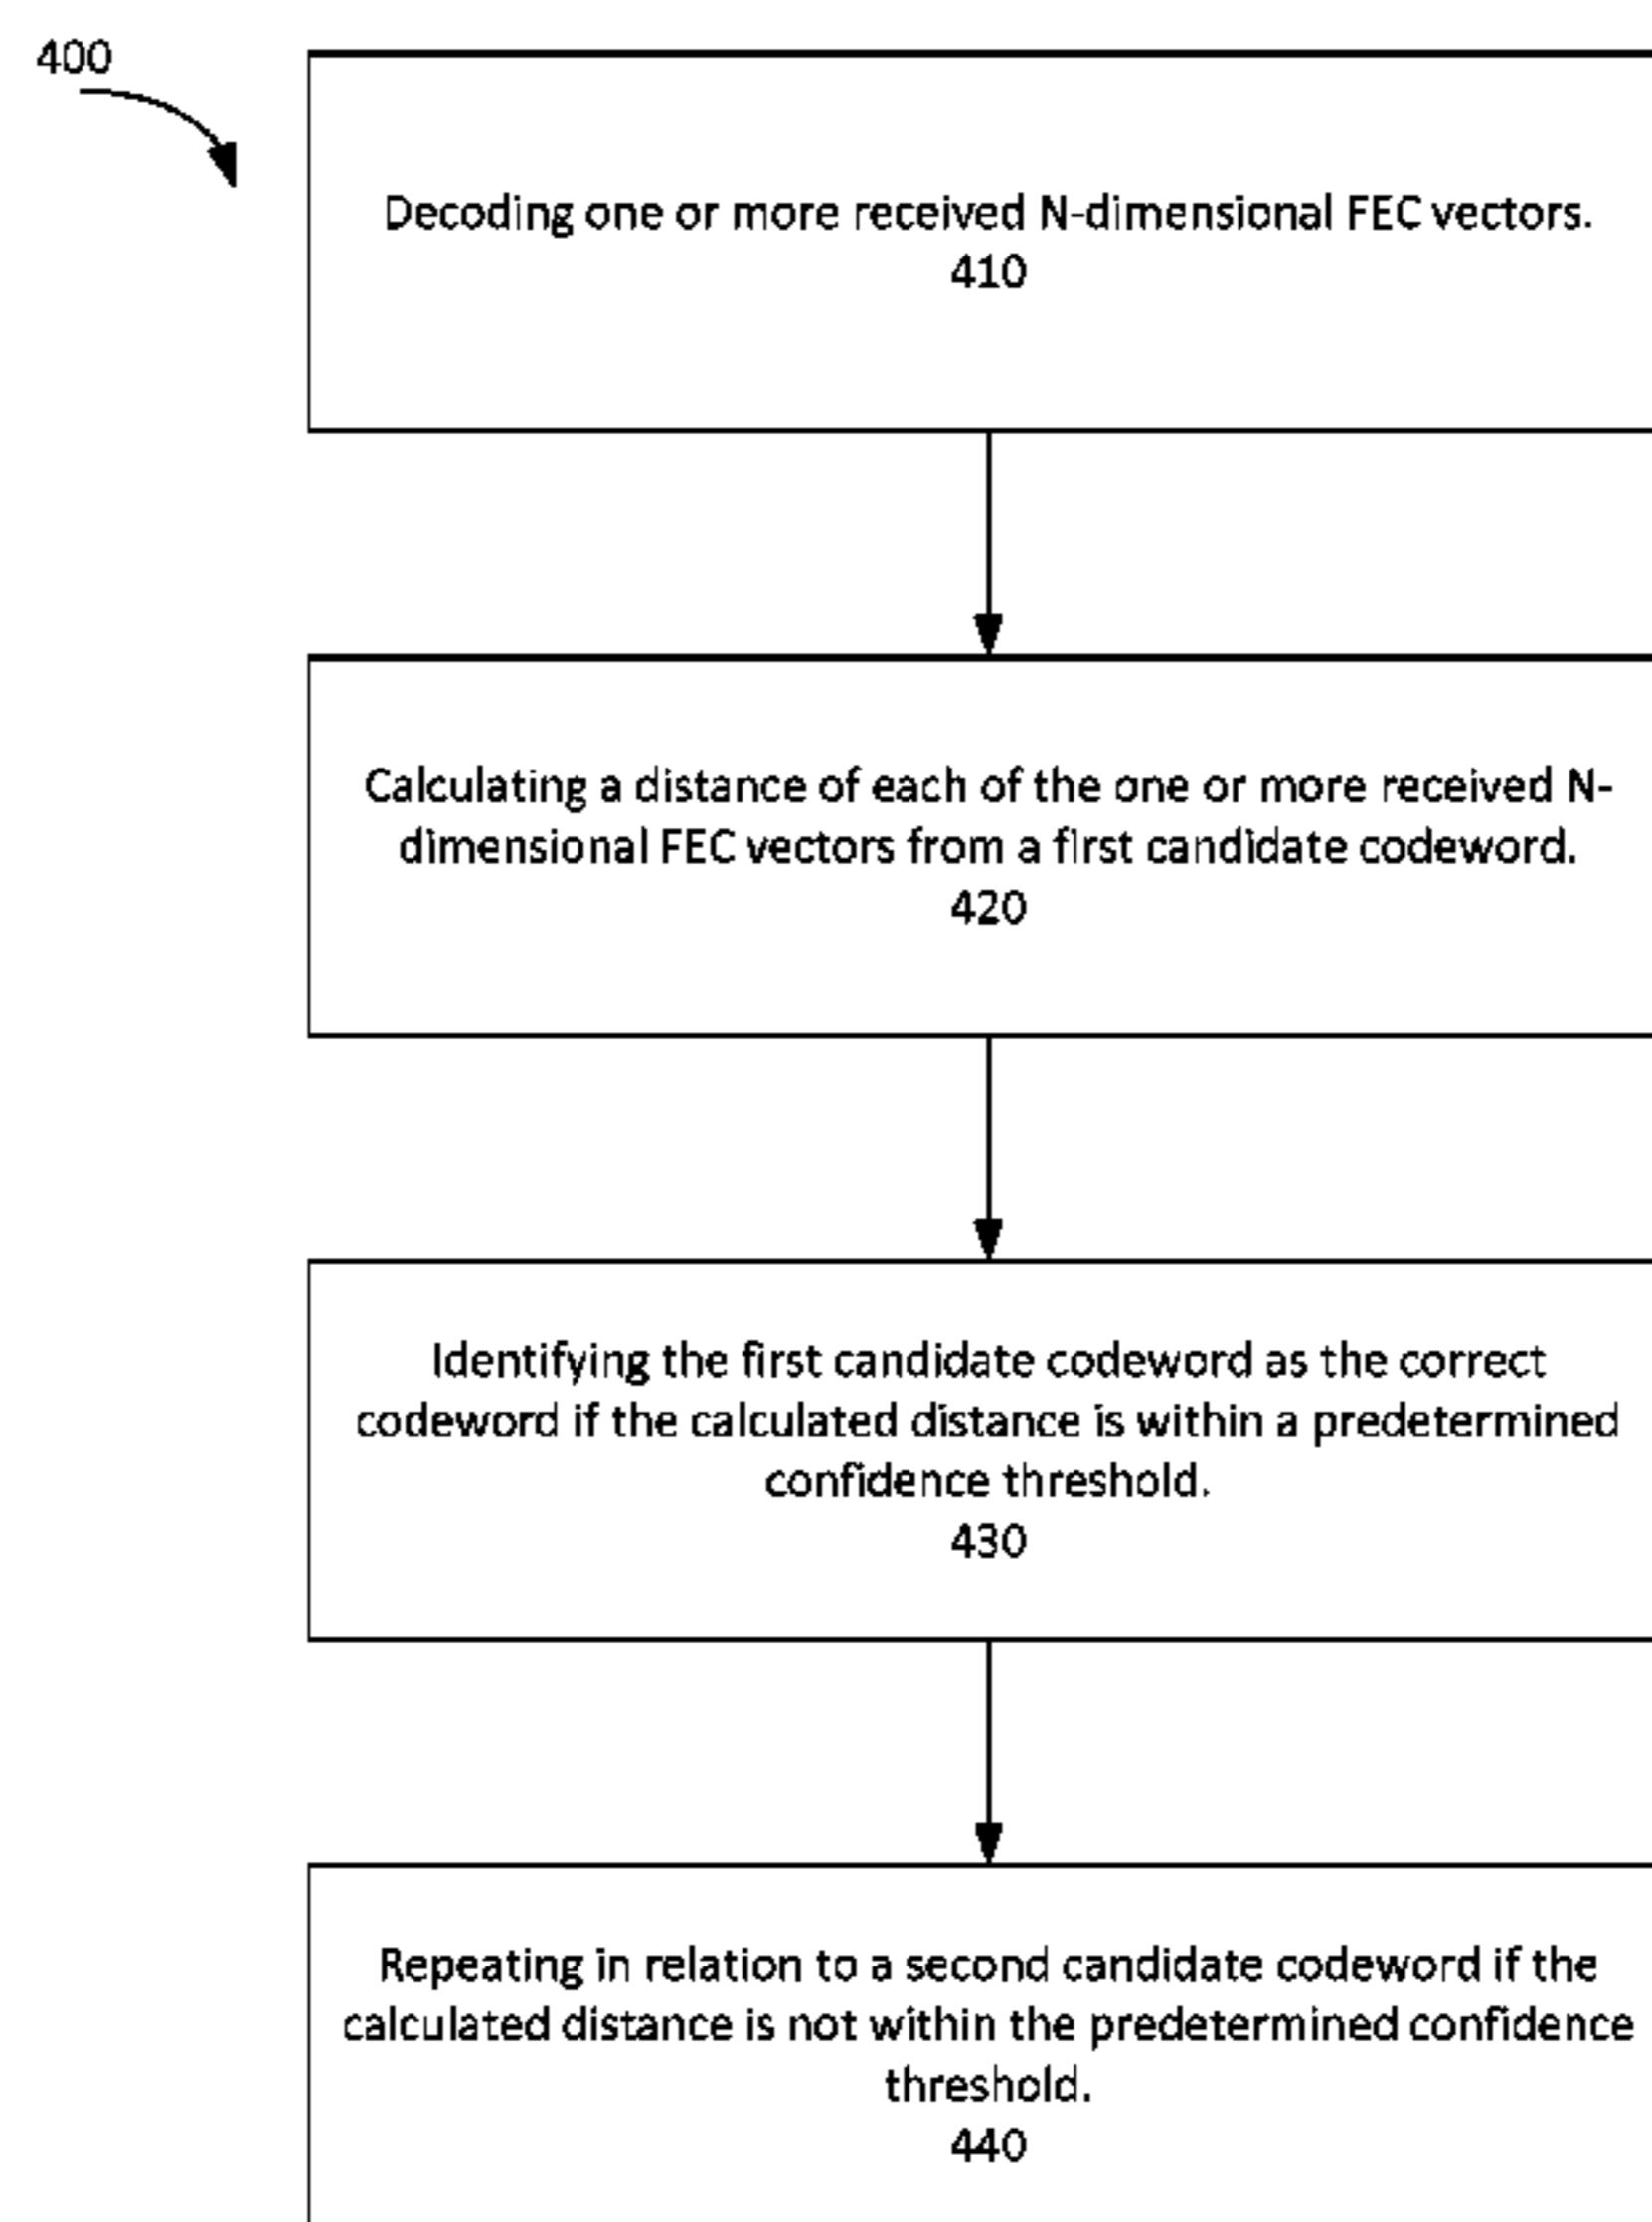 400
Decoding one or more received N-dimensional FEC vectors.
410
Calculating a distance of each of the one or more received N-
dimensional FEC vectors from a first candidate codeword.
420
Identifying the first candidate codeword as the correct
codeword if the calculated distance is within a predetermined
confidence threshold.
430
Repeating in relation to a second candidate codeword if the
calculated distance is not within the predetermined confidence
threshold.
440